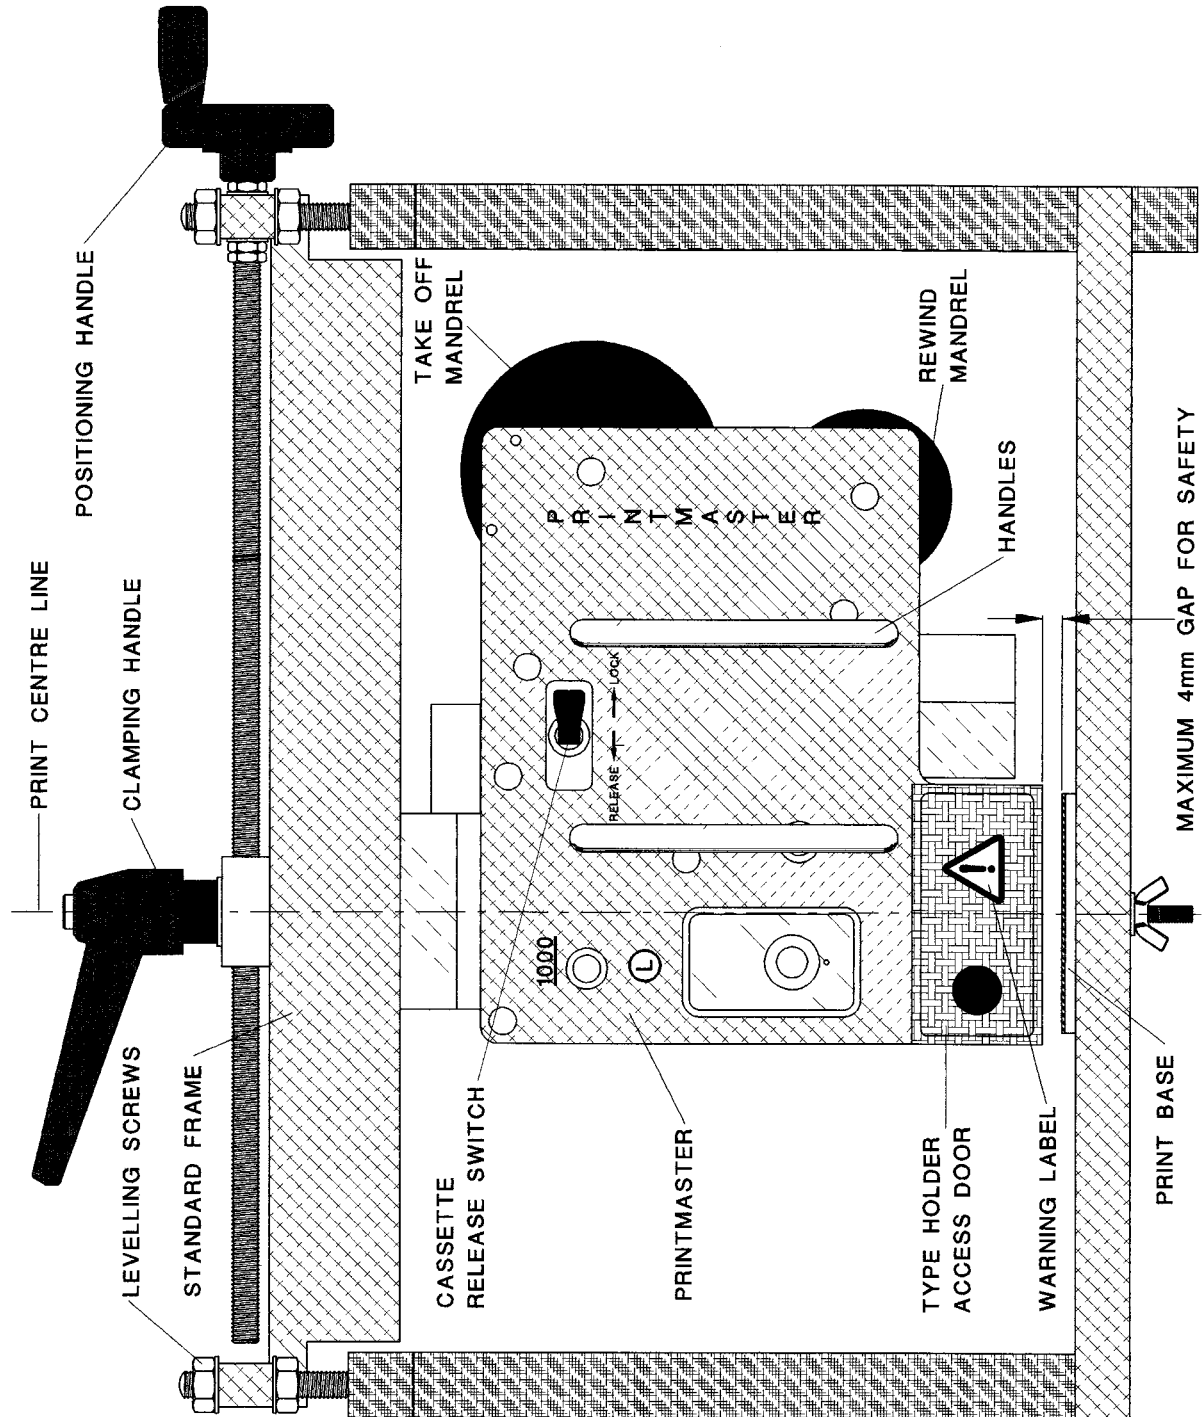 POSITIONING HANDLE
PRINT CENTRE LINE
CLAMPING HANDLE
LEVELLING SCREWS
STANDARD FRAME
TAKE OFF
MANDREL
REWIND
MANDREL
HANDLES
MAXIMUM 4mm GAP FOR SAFETY
PRINTMASTER
RELEASE
LOCK
1000
L
!
CASSETTE
RELEASE SWITCH
PRINTMASTER
TYPE HOLDER
ACCESS DOOR
WARNING LABEL
PRINT BASE